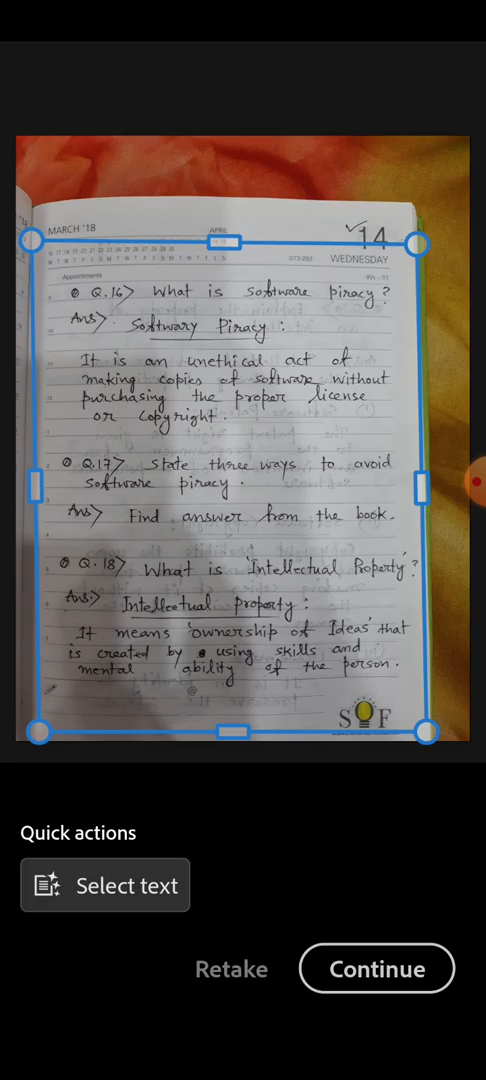 MARCH '18
APRIL
14
WEDNESDAY
Appointments
⊙ Q.16> What is software piracy?
Ans> Software Piracy :
It is an unethical act of
making copies of software without
purchasing the proper license
or copyright.
⊙ Q.17> State three ways to avoid
software piracy.
Ans> Find answer from the book.
⊙ Q.18> What is 'Intellectual Property'?
Ans> Intellectual property :
It means 'ownership of Ideas' that
is created by using skills and
mental ability of the person.
@
SOF
Quick actions
Select text
Retake
Continue